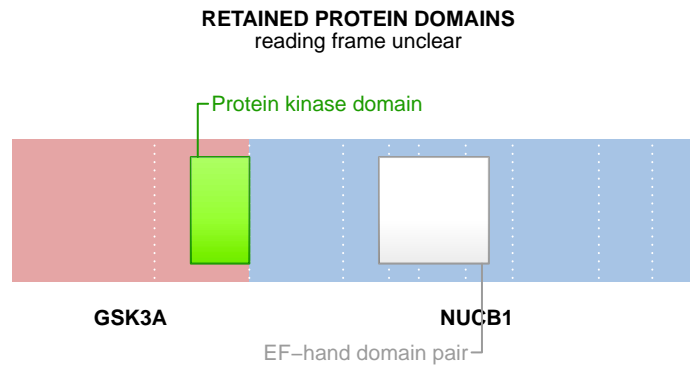 RETAINED PROTEIN DOMAINS
reading frame unclear
Protein kinase domain
GSK3A
NUCB1
EF−hand domain pair